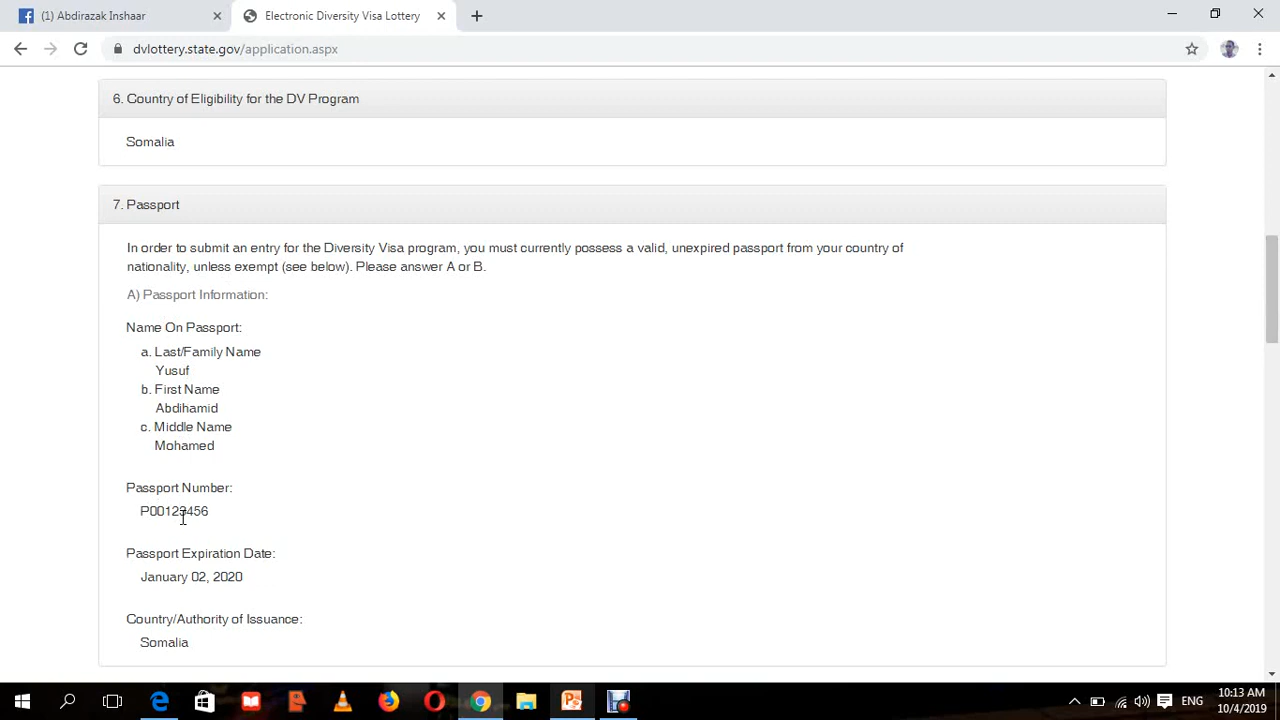 (1) Abdirazak Inshaar
Electronic Diversity Visa Lottery
dvlottery.state.gov/application.aspx
6. Country of Eligibility for the DV Program
Somalia
7. Passport
In order to submit an entry for the Diversity Visa program, you must currently possess a valid, unexpired passport from your country of
nationality, unless exempt (see below). Please answer A or B.
A) Passport Information:
Name On Passport:
a. Last/Family Name
Yusuf
b. First Name
Abdihamid
c. Middle Name
Mohamed
Passport Number:
P00123456
Passport Expiration Date:
January 02, 2020
Country/Authority of Issuance:
Somalia
ENG
10:13 AM
10/4/2019